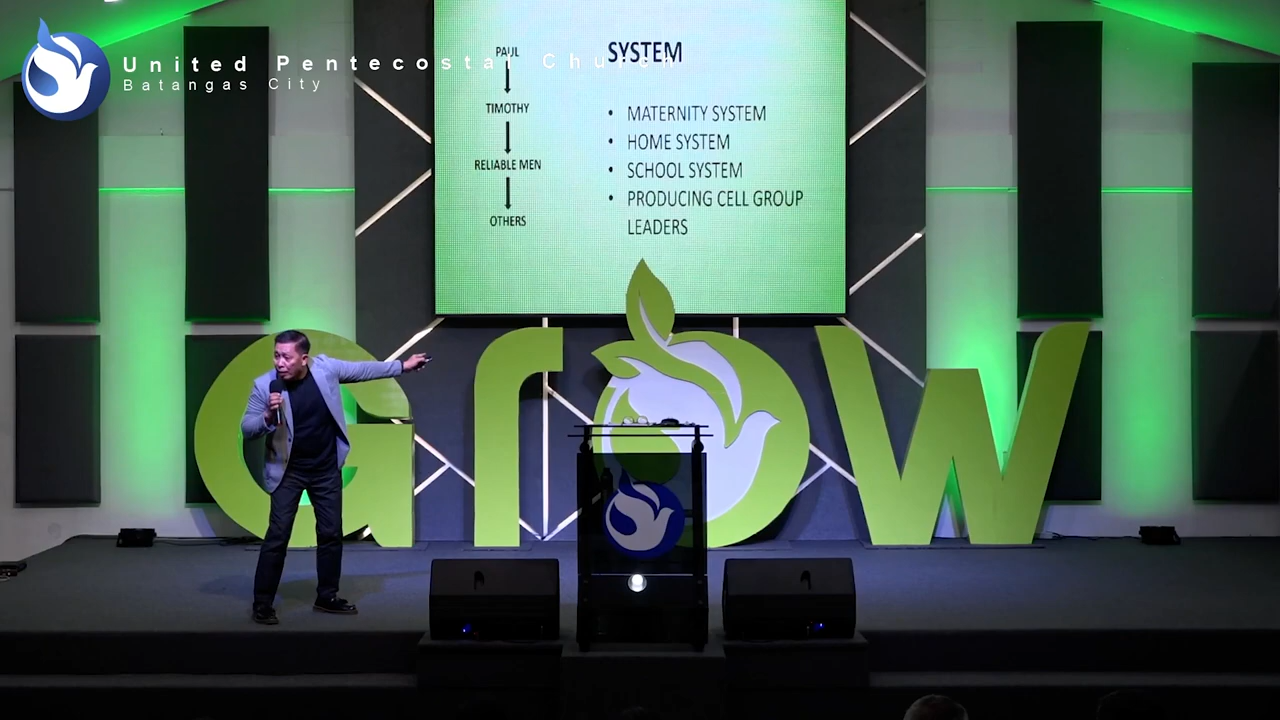 United Pentecostal Church
Batangas City
PAUL
TIMOTHY
RELIABLE MEN
OTHERS
SYSTEM
• MATERNITY SYSTEM
• HOME SYSTEM
• SCHOOL SYSTEM
• PRODUCING CELL GROUP
LEADERS
Grow